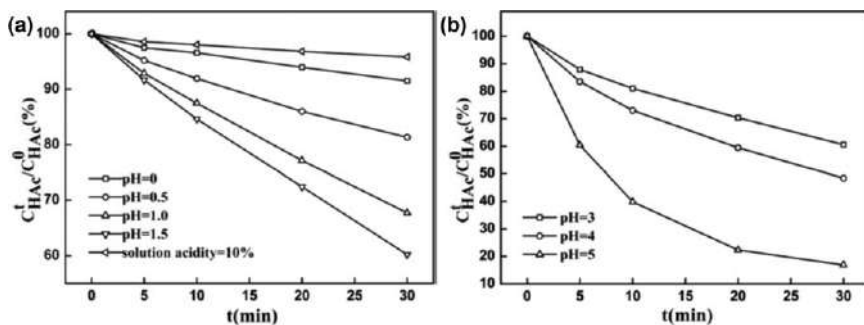 (a)
100
90
80
70
60
C^t_HAc/C^0_HAc(%)
pH=0
pH=0.5
pH=1.0
pH=1.5
solution acidity=10%
0 5 10 15 20 25 30
t(min)
(b)
100
90
80
70
60
50
40
30
20
10
C^t_HAc/C^0_HAc(%)
pH=3
pH=4
pH=5
0 5 10 15 20 25 30
t(min)